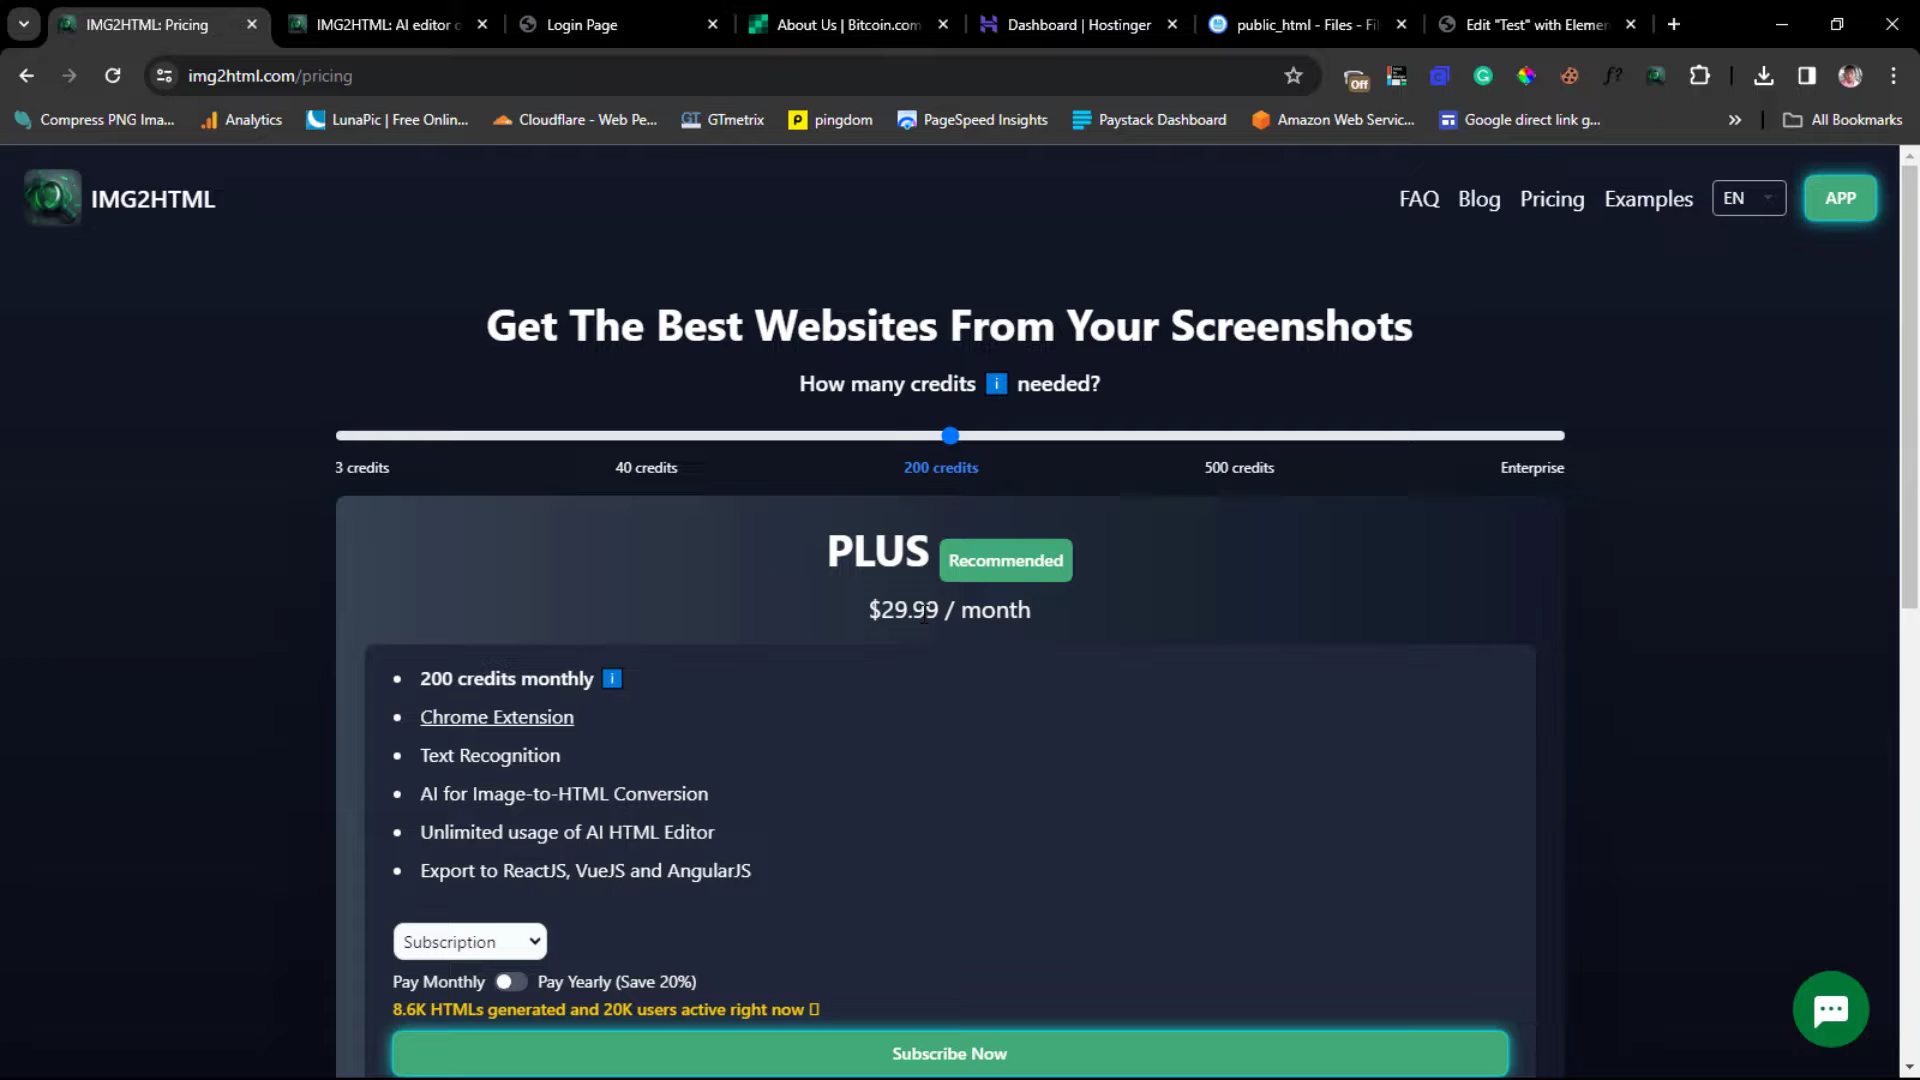 IMG2HTML: Pricing
IMG2HTML: AI editor o
Login Page
About Us | Bitcoin.com
Dashboard | Hostinger
public_html - Files - Fil
Edit "Test" with Elemen
img2html.com/pricing
Off
f?
Compress PNG Ima...
Analytics
LunaPic | Free Onlin...
Cloudflare - Web Pe...
GT
GTmetrix
p
pingdom
PageSpeed Insights
Paystack Dashboard
Amazon Web Servic...
Google direct link g...
All Bookmarks
IMG2HTML
FAQ
Blog
Pricing
Examples
EN
APP
Get The Best Websites From Your Screenshots
How many credits i needed?
3 credits
40 credits
200 credits
500 credits
Enterprise
PLUS Recommended
$29.99 / month
• 200 credits monthly i
• Chrome Extension
• Text Recognition
• AI for Image-to-HTML Conversion
• Unlimited usage of AI HTML Editor
• Export to ReactJS, VueJS and AngularJS
Subscription
Pay Monthly Pay Yearly (Save 20%)
8.6K HTMLs generated and 20K users active right now
Subscribe Now